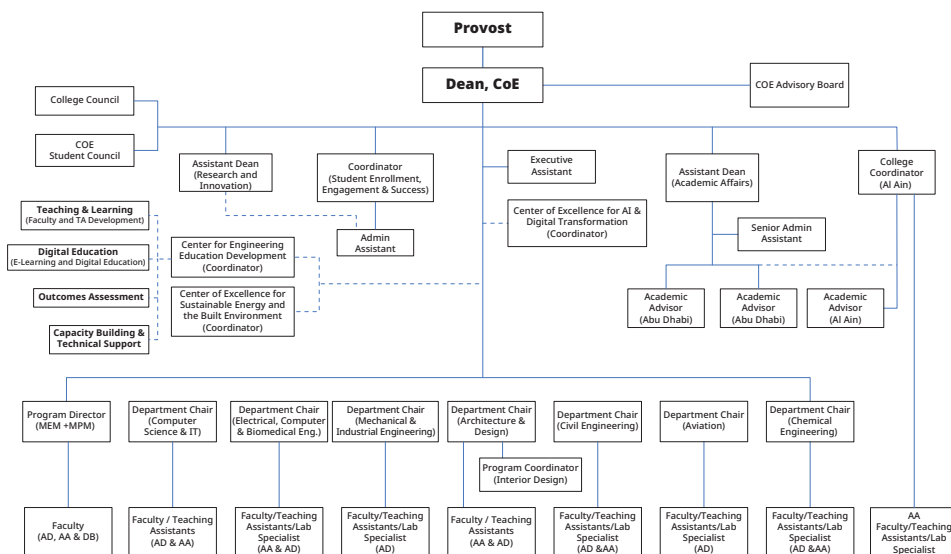 Provost
Dean, CoE
COE Advisory Board
College Council
COE
Student Council
Assistant Dean
(Research and
Innovation)
Coordinator
(Student Enrollment,
Engagement & Success)
Executive
Assistant
Assistant Dean
(Academic Affairs)
College
Coordinator
(Al Ain)
Teaching & Learning
(Faculty and TA Development)
Admin
Assistant
Center of Excellence for AI &
Digital Transformation
(Coordinator)
Senior Admin
Assistant
Digital Education
(E-Learning and Digital Education)
Center for Engineering
Education Development
(Coordinator)
Outcomes Assessment
Center of Excellence for
Sustainable Energy and
the Built Environment
(Coordinator)
Academic
Advisor
(Abu Dhabi)
Academic
Advisor
(Abu Dhabi)
Academic
Advisor
(Al Ain)
Capacity Building &
Technical Support
Program Director
(MEM +MPM)
Department Chair
(Computer
Science & IT)
Department Chair
(Electrical, Computer
& Biomedical Eng.)
Department Chair
(Mechanical &
Industrial Engineering)
Department Chair
(Architecture &
Design)
Department Chair
(Civil Engineering)
Department Chair
(Aviation)
Department Chair
(Chemical
Engineering)
Program Coordinator
(Interior Design)
Faculty
(AD, AA & DB)
Faculty / Teaching
Assistants
(AD & AA)
Faculty/Teaching
Assistants/Lab
Specialist
(AA & AD)
Faculty/Teaching
Assistants/Lab
Specialist
(AD)
Faculty / Teaching
Assistants
(AA & AD)
Faculty/Teaching
Assistants/Lab
Specialist
(AD &AA)
Faculty/Teaching
Assistants/Lab
Specialist
(AD)
Faculty/Teaching
Assistants/Lab
Specialist
(AD &AA)
AA
Faculty/Teaching
Assistants/Lab
Specialist